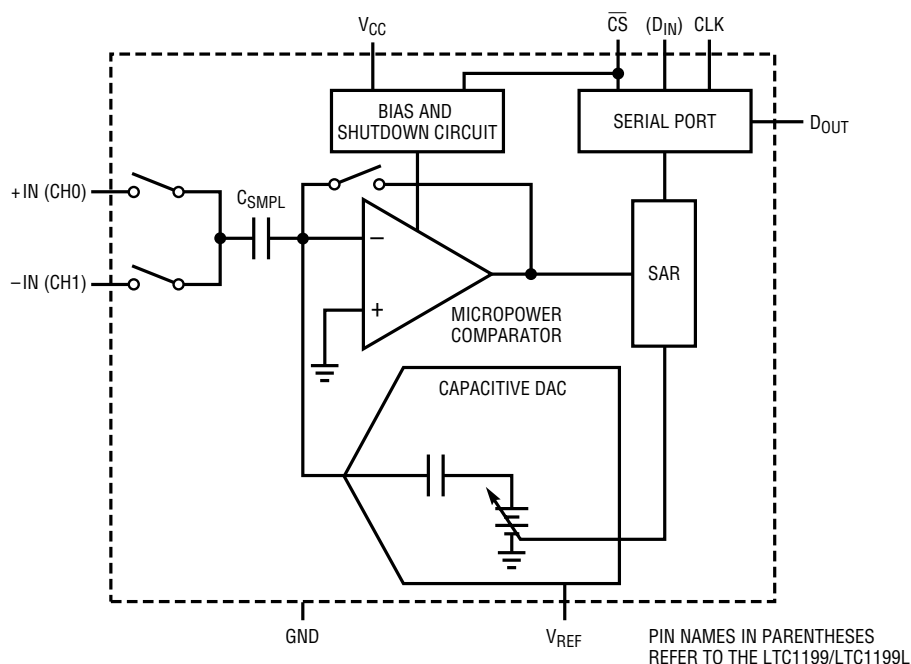 VCC
CS (DIN) CLK
BIAS AND
SHUTDOWN CIRCUIT
SERIAL PORT
DOUT
+IN (CH0)
CSMPL
−
SAR
−IN (CH1)
+
MICROPOWER
COMPARATOR
CAPACITIVE DAC
GND
VREF
PIN NAMES IN PARENTHESES
REFER TO THE LTC1199/LTC1199L